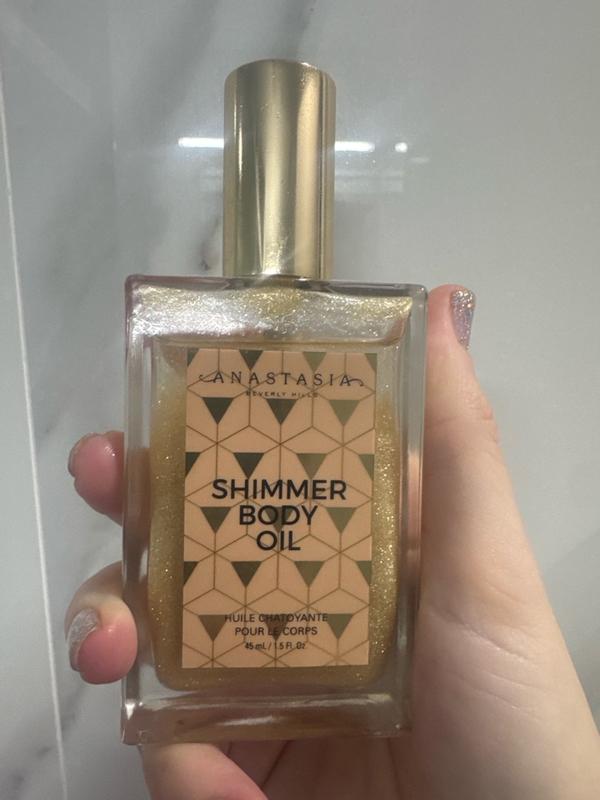 ANASTASIA
BEVERLY HILLS
SHIMMER
BODY
OIL
HUILE CHATOYANTE
POUR LE CORPS
45 mL / 1.5 Fl. Oz.